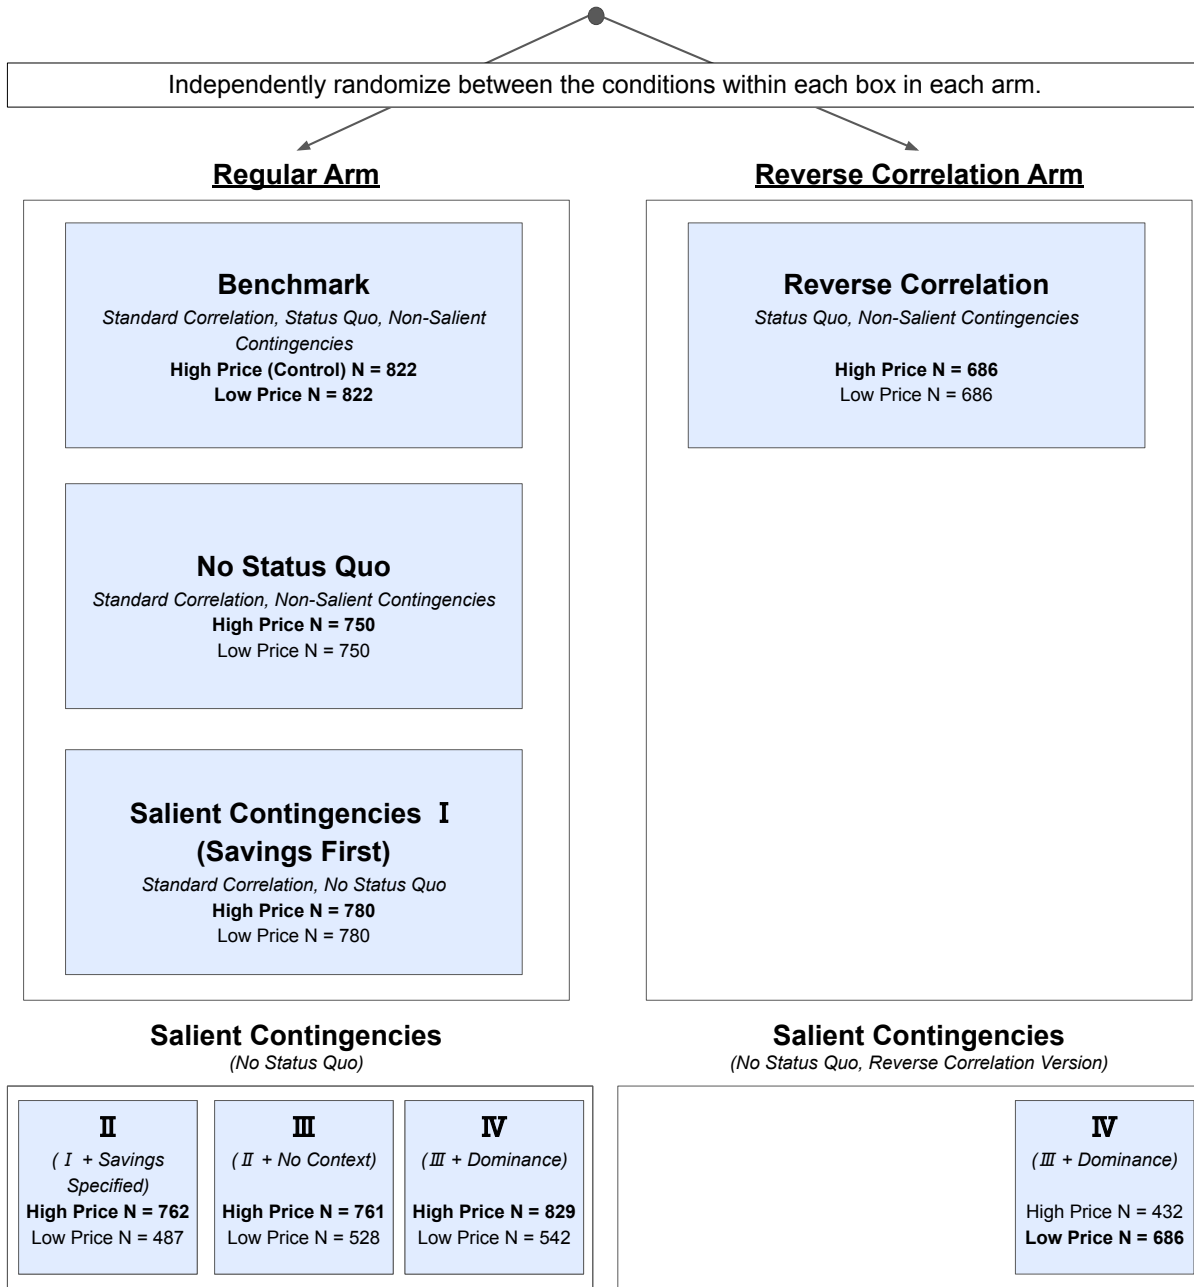 Independently randomize between the conditions within each box in each arm.
Regular Arm
Benchmark
Standard Correlation, Status Quo, Non-Salient
Contingencies
High Price (Control) N = 822
Low Price N = 822
No Status Quo
Standard Correlation, Non-Salient Contingencies
High Price N = 750
Low Price N = 750
Salient Contingencies Ⅰ
(Savings First)
Standard Correlation, No Status Quo
High Price N = 780
Low Price N = 780
Reverse Correlation Arm
Reverse Correlation
Status Quo, Non-Salient Contingencies
High Price N = 686
Low Price N = 686
Salient Contingencies
(No Status Quo)
Ⅱ
(Ⅰ + Savings
Specified)
High Price N = 762
Low Price N = 487
Ⅲ
(Ⅱ + No Context)
High Price N = 761
Low Price N = 528
Ⅳ
(Ⅲ + Dominance)
High Price N = 829
Low Price N = 542
Salient Contingencies
(No Status Quo, Reverse Correlation Version)
Ⅳ
(Ⅲ + Dominance)
High Price N = 432
Low Price N = 686